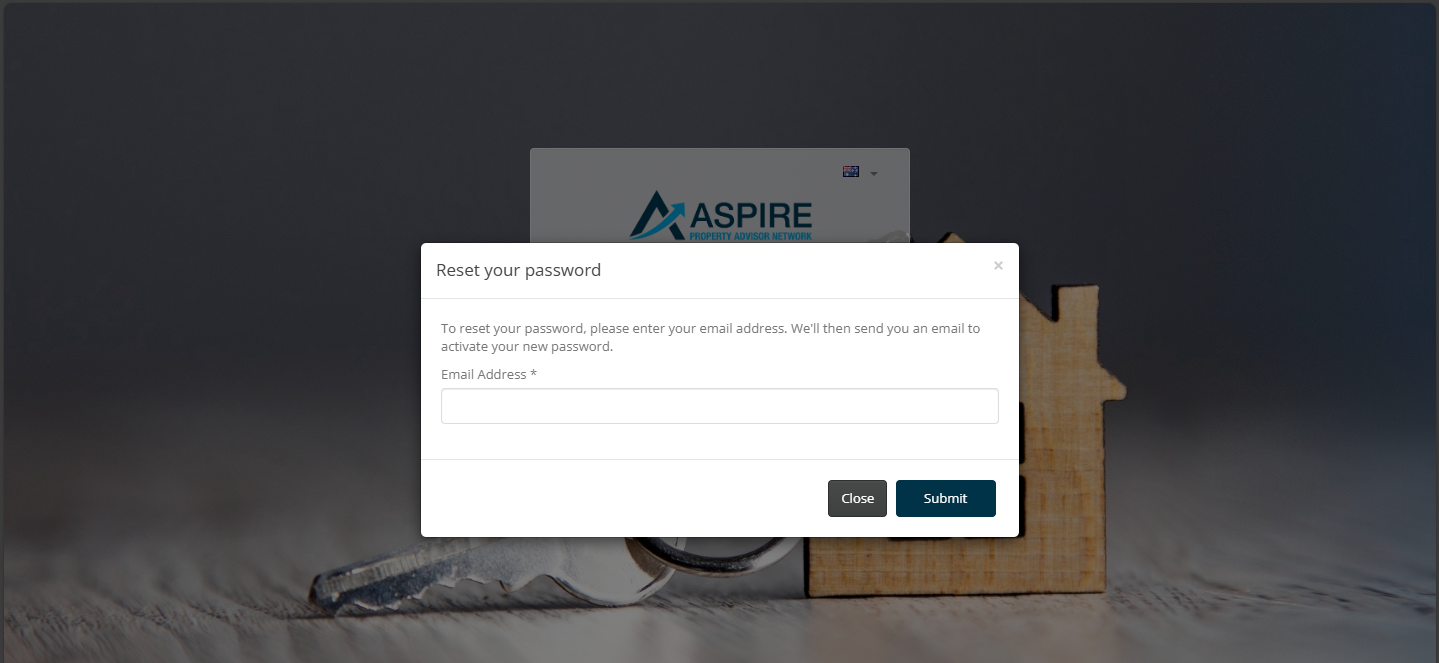 ASPIRE
PROPERTY ADVISOR NETWORK
Reset your password
×
To reset your password, please enter your email address. We'll then send you an email to
activate your new password.
Email Address *
Close
Submit